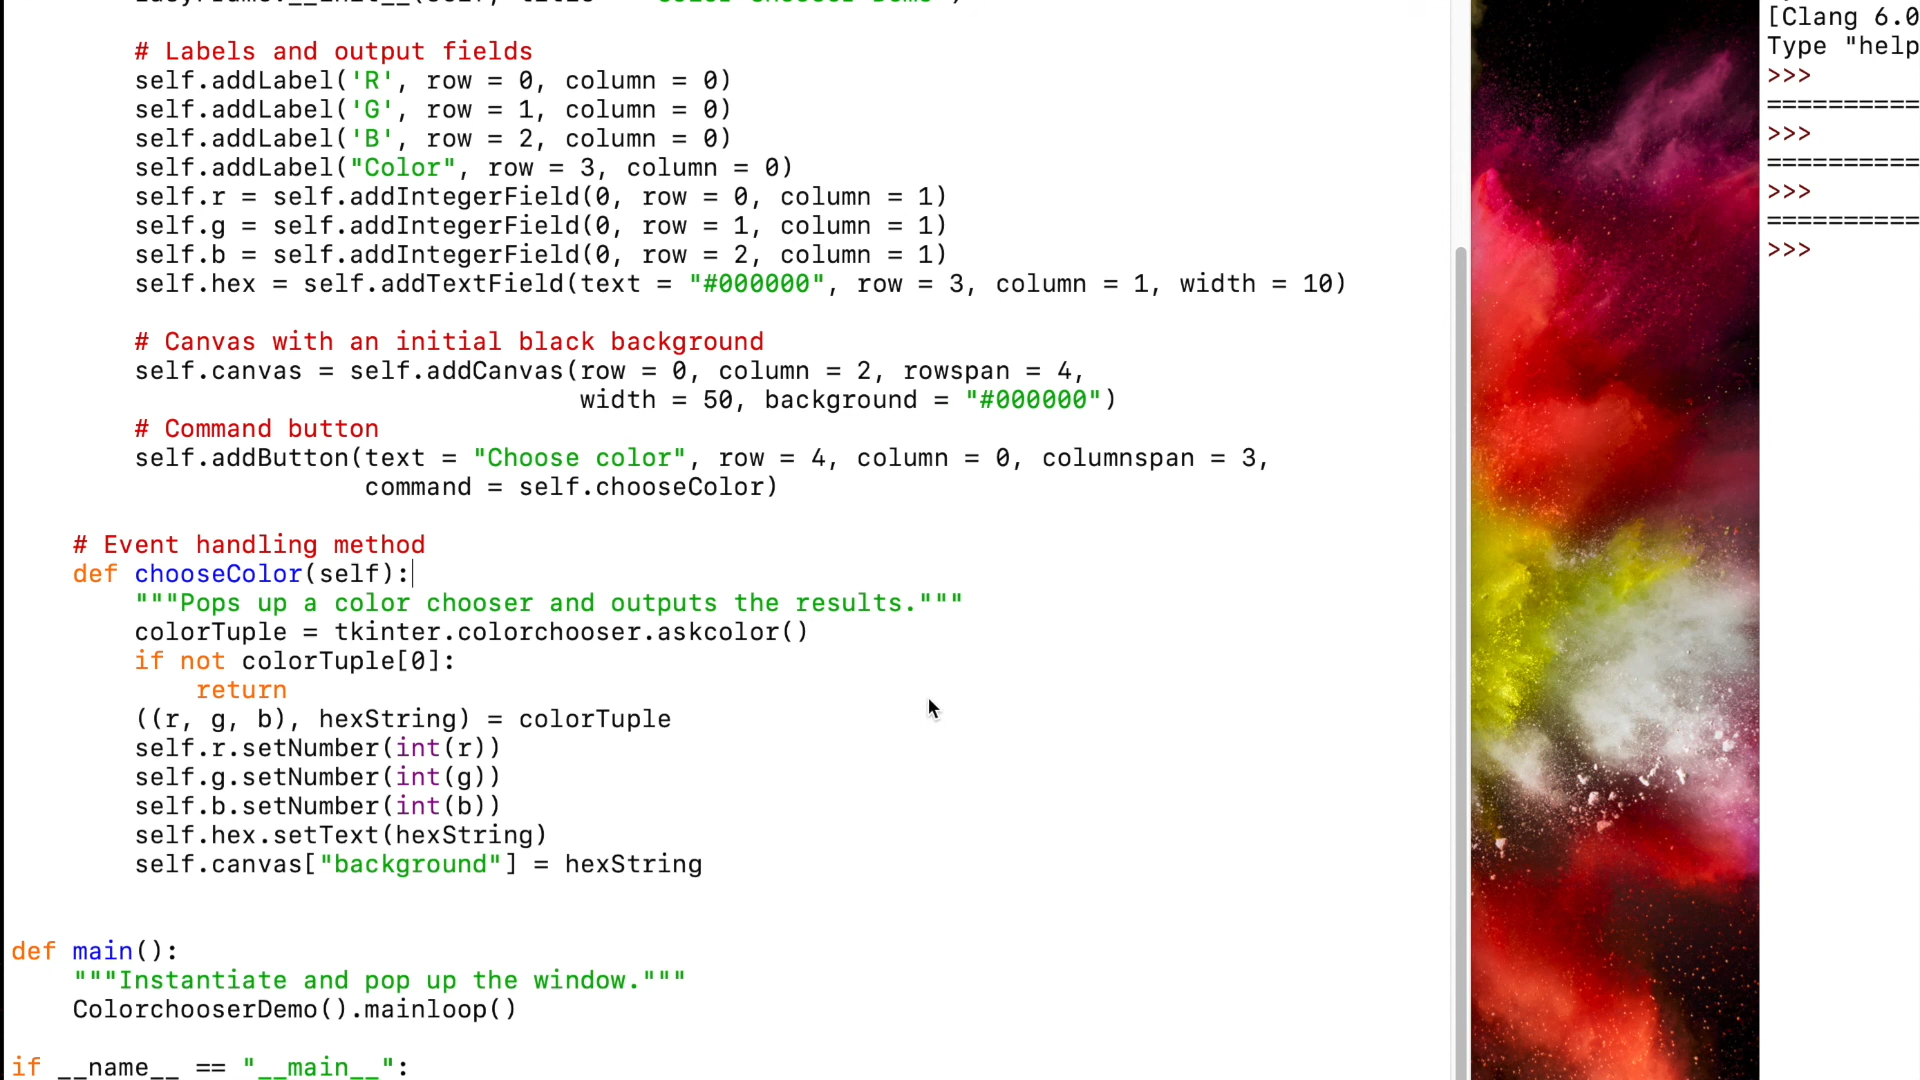 # Labels and output fields
self.addLabel('R', row = 0, column = 0)
self.addLabel('G', row = 1, column = 0)
self.addLabel('B', row = 2, column = 0)
self.addLabel("Color", row = 3, column = 0)
self.r = self.addIntegerField(0, row = 0, column = 1)
self.g = self.addIntegerField(0, row = 1, column = 1)
self.b = self.addIntegerField(0, row = 2, column = 1)
self.hex = self.addTextField(text = "#000000", row = 3, column = 1, width = 10)
# Canvas with an initial black background
self.canvas = self.addCanvas(row = 0, column = 2, rowspan = 4,
width = 50, background = "#000000")
# Command button
self.addButton(text = "Choose color", row = 4, column = 0, columnspan = 3,
command = self.chooseColor)
# Event handling method
def chooseColor(self):
"""Pops up a color chooser and outputs the results."""
colorTuple = tkinter.colorchooser.askcolor()
if not colorTuple[0]:
return
((r, g, b), hexString) = colorTuple
self.r.setNumber(int(r))
self.g.setNumber(int(g))
self.b.setNumber(int(b))
self.hex.setText(hexString)
self.canvas["background"] = hexString
def main():
"""Instantiate and pop up the window."""
ColorchooserDemo().mainloop()
if __name__ == "__main__":
[Clang 6.0
Type "help
>>>
==========
>>>
==========
>>>
==========
>>>